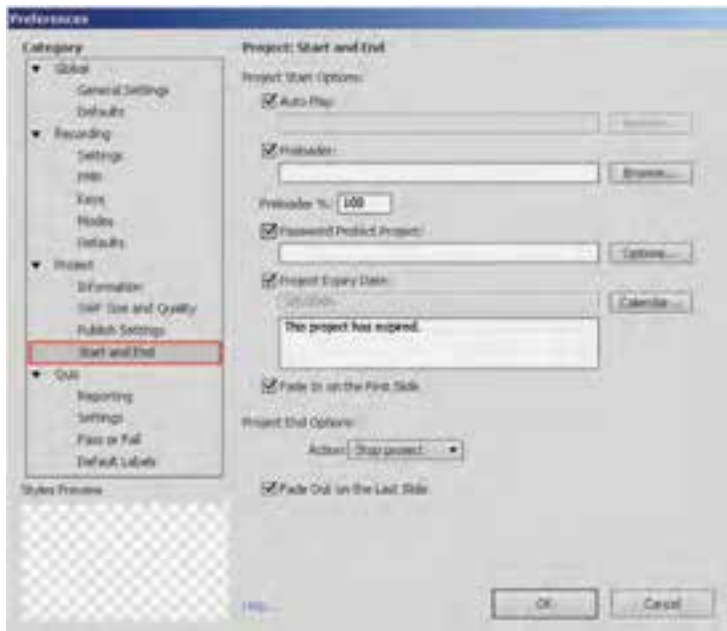 Preferences
Category
Global
General Settings
Defaults
Recording
Settings
Keys
Modes
Defaults
Project
Information
SWF Size and Quality
Publish Settings
Start and End
Quiz
Reporting
Settings
Pass or Fail
Default Labels
Styles Preview
Project: Start and End
Project Start Options:
Auto Play:
Preloader:
Browse...
Preloader %: 100
Password Protect Project:
Options...
Project Expiry Date:
Calendar...
This project has expired.
Fade In on the First Slide
Project End Options:
Action: Stop project
Fade Out on the Last Slide
Help...
OK
Cancel